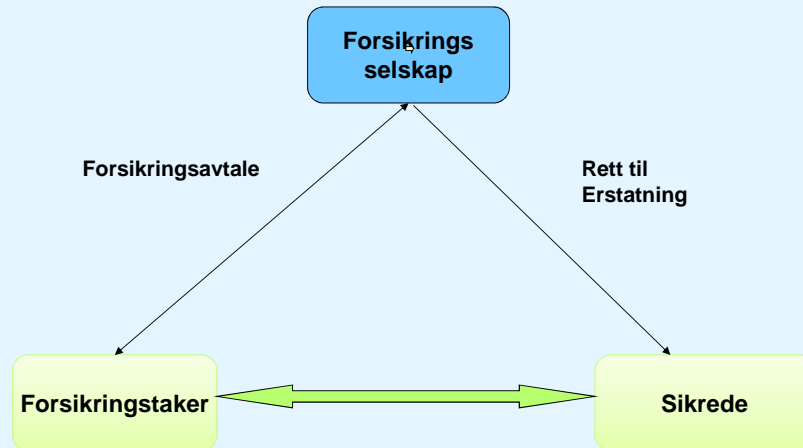 Forsikrings
selskap
Forsikringsavtale
Rett til
Erstatning
Forsikringstaker
Sikrede